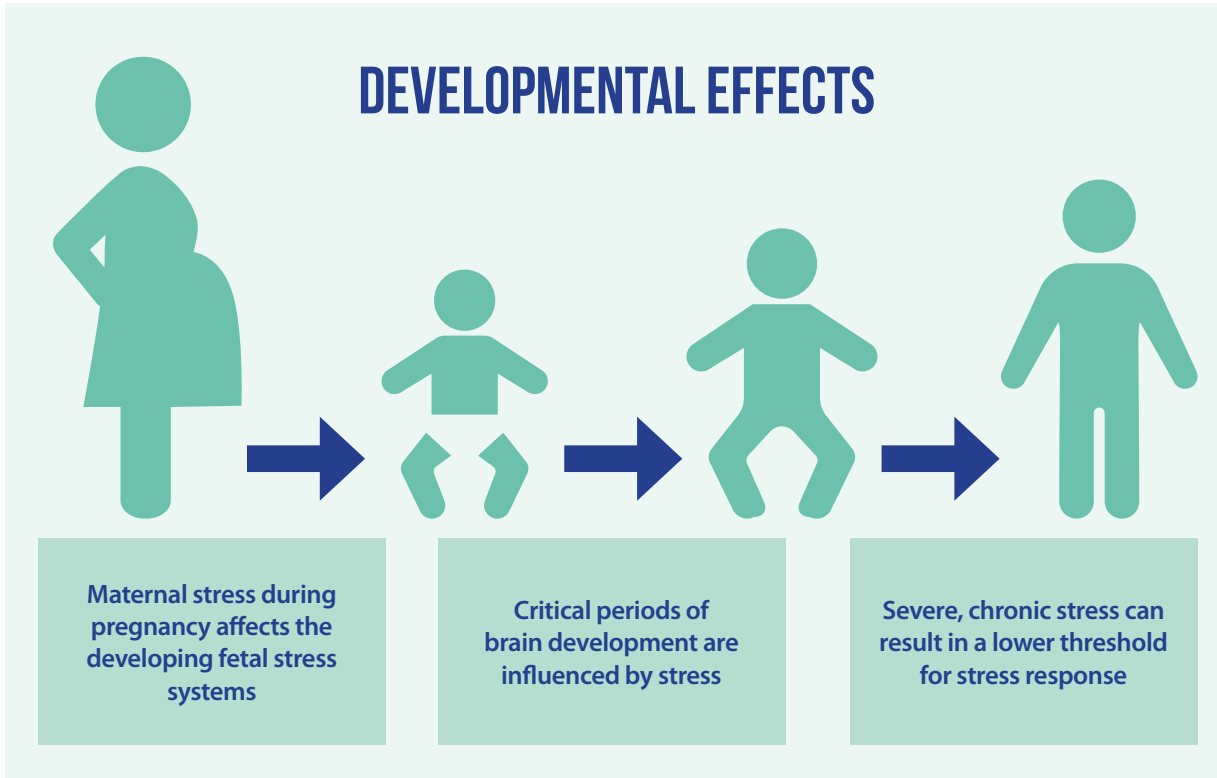 DEVELOPMENTAL EFFECTS
Maternal stress during
pregnancy affects the
developing fetal stress
systems
Critical periods of
brain development are
influenced by stress
Severe, chronic stress can
result in a lower threshold
for stress response